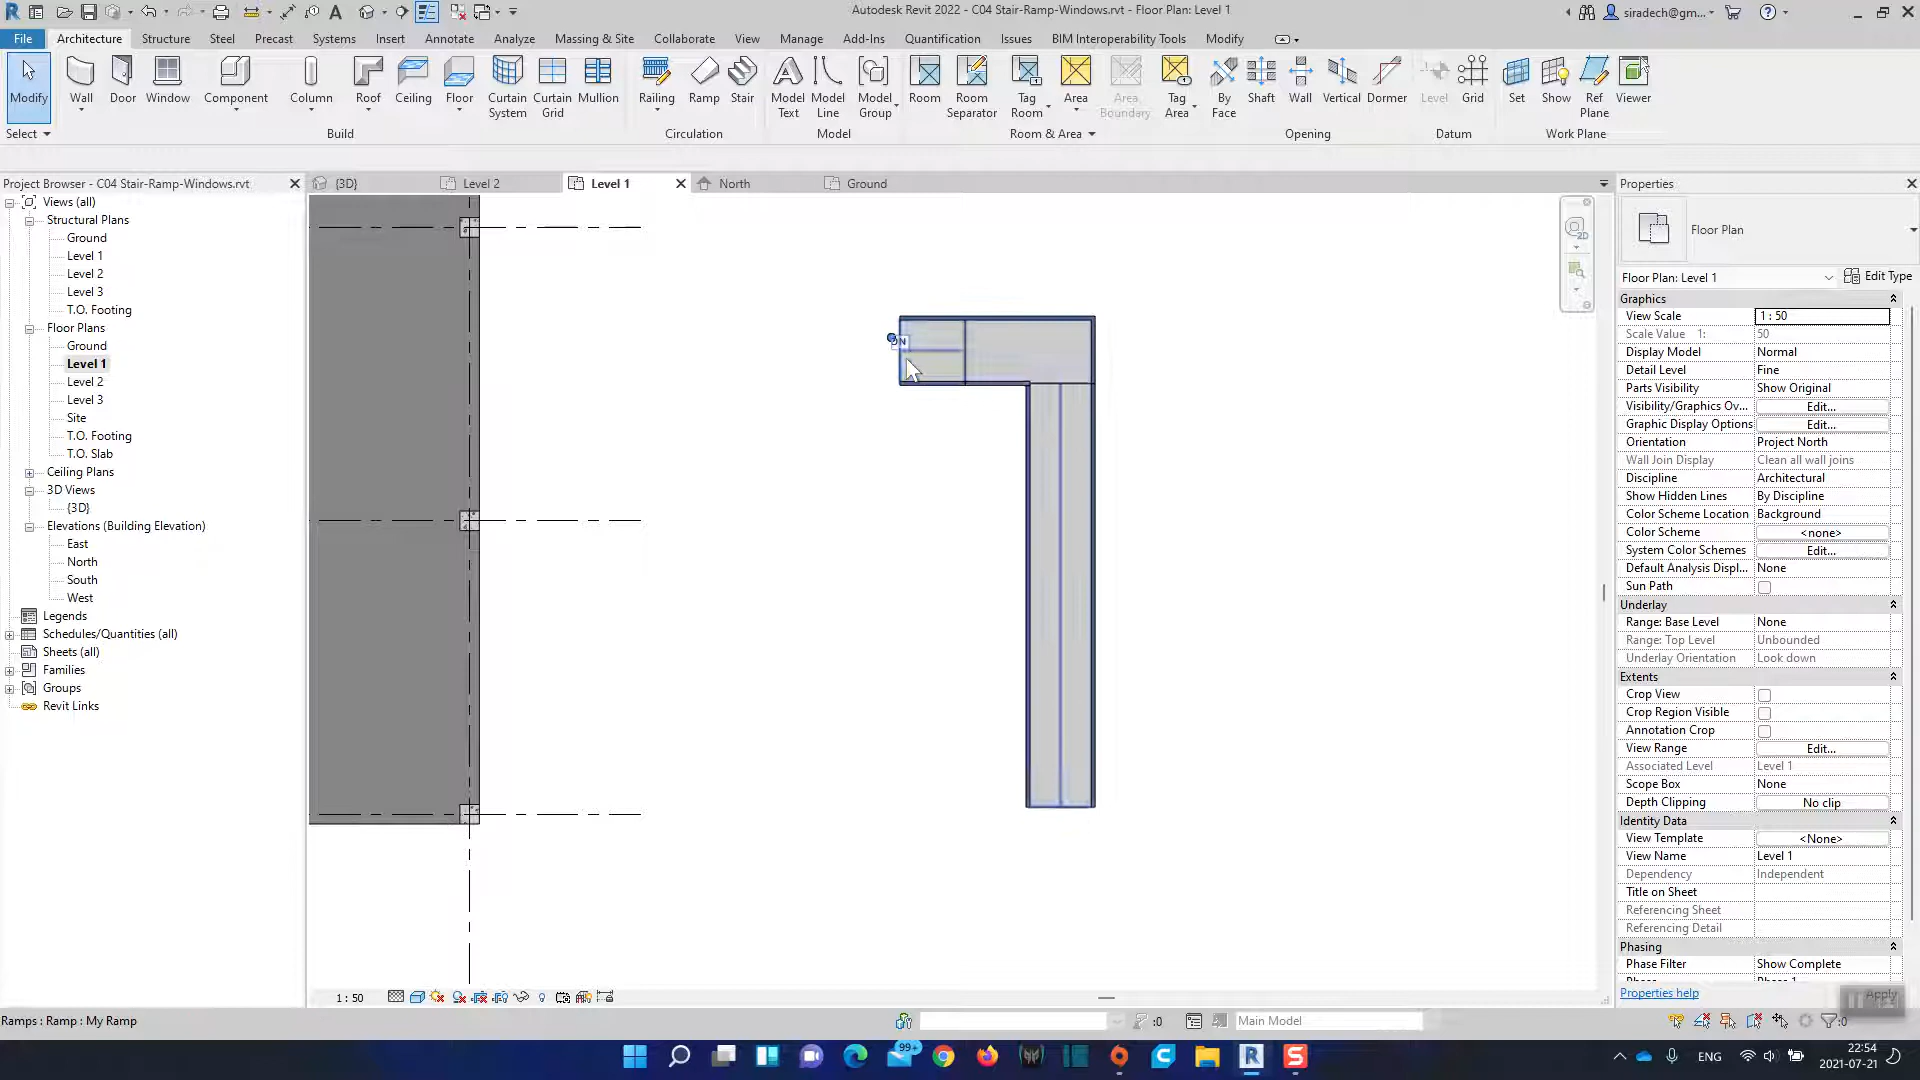 Autodesk Revit 2022 - C04 Stair-Ramp-Windows.rvt - Floor Plan: Level 1
siradech@gm...
File Architecture Structure Steel Precast Systems Insert Annotate Analyze Massing & Site Collaborate View Manage Add-Ins Quantification Issues BIM Interoperability Tools Modify
Modify Wall Door Window Component Column Roof Ceiling Floor Curtain System Curtain Grid Mullion Railing Ramp Stair Model Text Model Line Model Group Room Room Separator Tag Room Area Area Boundary Tag Area By Face Shaft Wall Vertical Dormer Level Grid Set Show Ref Plane Viewer
Select Build Circulation Model Room & Area Opening Datum Work Plane
Project Browser - C04 Stair-Ramp-Windows.rvt
{3D} Level 2 Level 1 North Ground
Views (all)
Structural Plans
Ground
Level 1
Level 2
Level 3
T.O. Footing
Floor Plans
Ground
Level 1
Level 2
Level 3
Site
T.O. Footing
T.O. Slab
Ceiling Plans
3D Views
{3D}
Elevations (Building Elevation)
East
North
South
West
Legends
Schedules/Quantities (all)
Sheets (all)
Families
Groups
Revit Links
2D
Properties
Floor Plan
Floor Plan: Level 1 Edit Type
Graphics
View Scale 1 : 50
Scale Value 1: 50
Display Model Normal
Detail Level Fine
Parts Visibility Show Original
Visibility/Graphics Ov... Edit...
Graphic Display Options Edit...
Orientation Project North
Wall Join Display Clean all wall joins
Discipline Architectural
Show Hidden Lines By Discipline
Color Scheme Location Background
Color Scheme <none>
System Color Schemes Edit...
Default Analysis Displ... None
Sun Path
Underlay
Range: Base Level None
Range: Top Level Unbounded
Underlay Orientation Look down
Extents
Crop View
Crop Region Visible
Annotation Crop
View Range Edit...
Associated Level Level 1
Scope Box None
Depth Clipping No clip
Identity Data
View Template <None>
View Name Level 1
Dependency Independent
Title on Sheet
Referencing Sheet
Referencing Detail
Phasing
Phase Filter Show Complete
Properties help Apply
1 : 50
Ramps : Ramp : My Ramp
:0
Main Model
:0
99+
ENG
22:54
2021-07-21